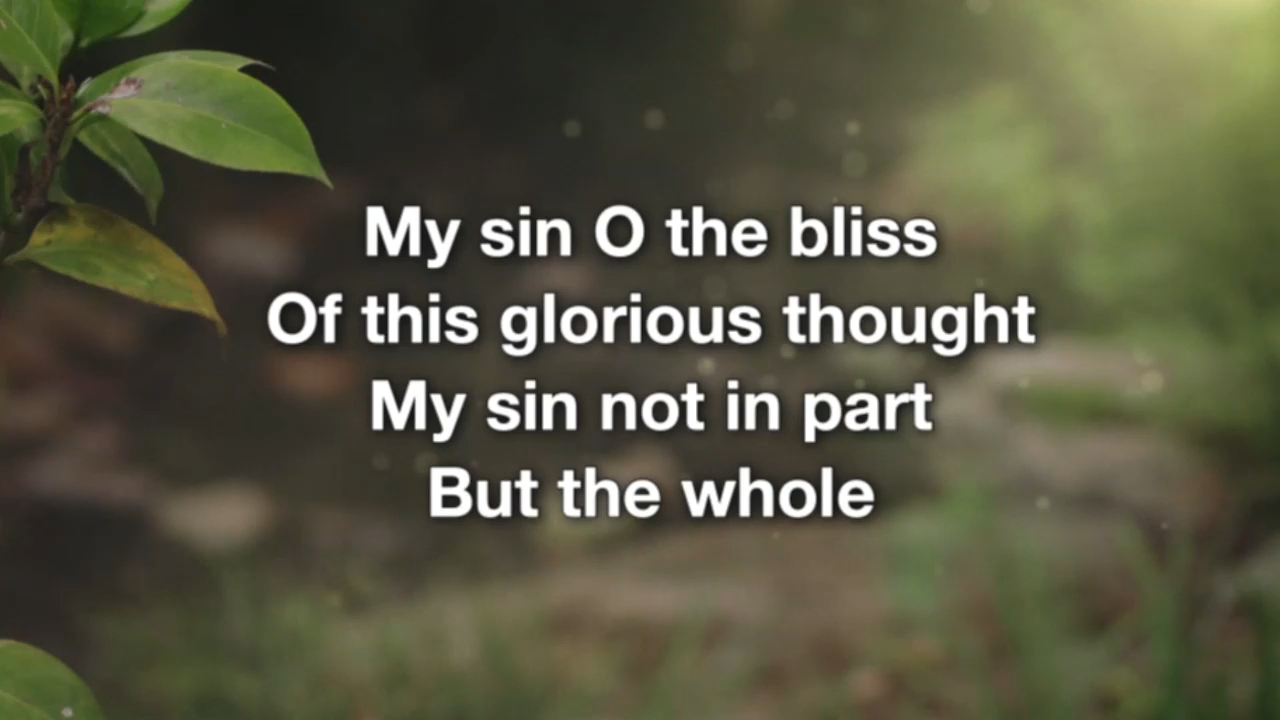 My sin O the bliss
Of this glorious thought
My sin not in part
But the whole